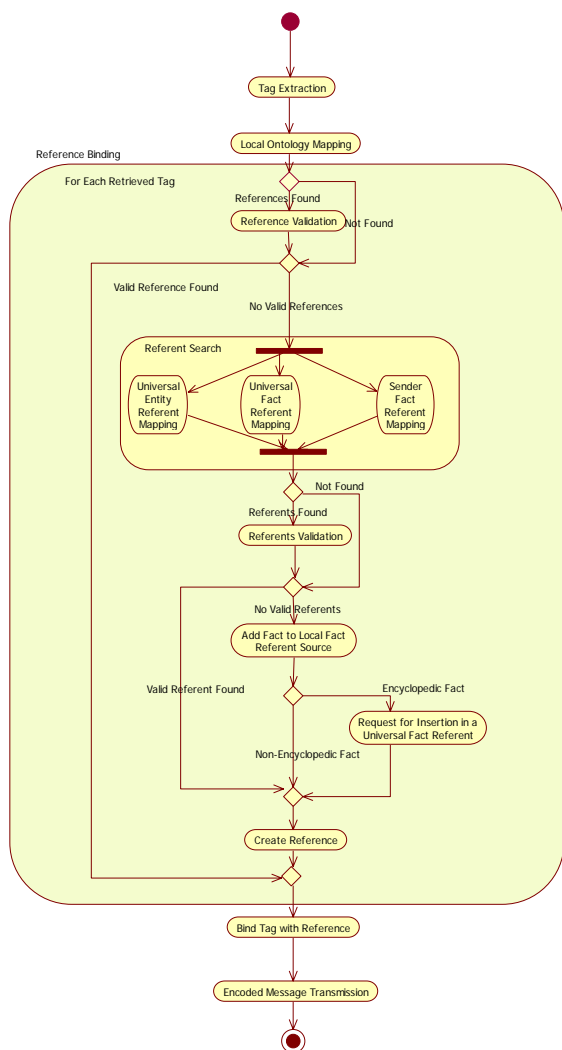 Tag Extraction
Local Ontology Mapping
Reference Binding
For Each Retrieved Tag
References Found
Reference Validation
Not Found
Valid Reference Found
No Valid References
Referent Search
Universal
Entity
Referent
Mapping
Universal
Fact
Referent
Mapping
Sender
Fact
Referent
Mapping
Not Found
Referents Found
Referents Validation
No Valid Referents
Add Fact to Local Fact
Referent Source
Valid Referent Found
Encyclopedic Fact
Request for Insertion in a
Universal Fact Referent
Non-Encyclopedic Fact
Create Reference
Bind Tag with Reference
Encoded Message Transmission